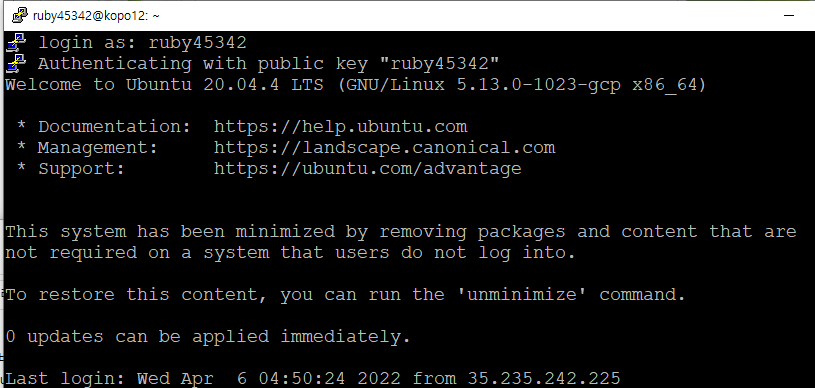 ruby45342@kopo12: ~
login as: ruby45342
Authenticating with public key "ruby45342"
Welcome to Ubuntu 20.04.4 LTS (GNU/Linux 5.13.0-1023-gcp x86_64)
* Documentation: https://help.ubuntu.com
* Management: https://landscape.canonical.com
* Support: https://ubuntu.com/advantage
This system has been minimized by removing packages and content that are
not required on a system that users do not log into.
To restore this content, you can run the 'unminimize' command.
0 updates can be applied immediately.
Last login: Wed Apr  6 04:50:24 2022 from 35.235.242.225